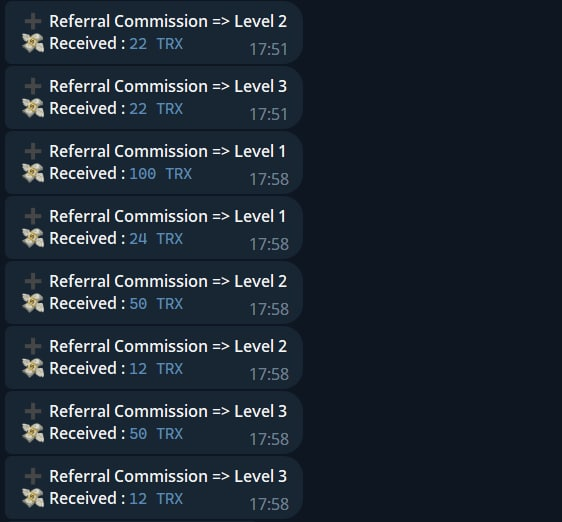 ➕ Referral Commission => Level 2
💸 Received : 22 TRX
17:51
➕ Referral Commission => Level 3
💸 Received : 22 TRX
17:51
➕ Referral Commission => Level 1
💸 Received : 100 TRX
17:58
➕ Referral Commission => Level 1
💸 Received : 24 TRX
17:58
➕ Referral Commission => Level 2
💸 Received : 50 TRX
17:58
➕ Referral Commission => Level 2
💸 Received : 12 TRX
17:58
➕ Referral Commission => Level 3
💸 Received : 50 TRX
17:58
➕ Referral Commission => Level 3
💸 Received : 12 TRX
17:58